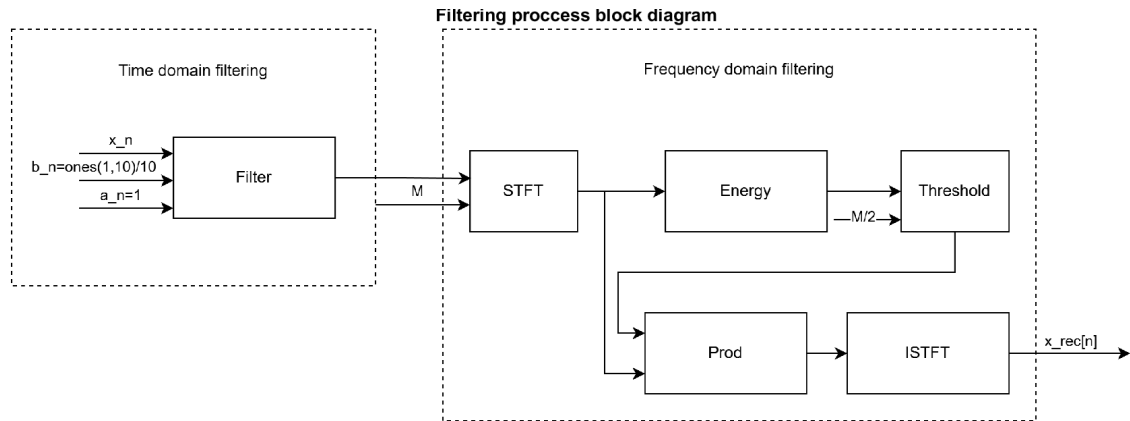 Filtering proccess block diagram
Time domain filtering
Frequency domain filtering
x_n
b_n=ones(1,10)/10
a_n=1
Filter
M
STFT
Energy
M/2
Threshold
Prod
ISTFT
x_rec[n]